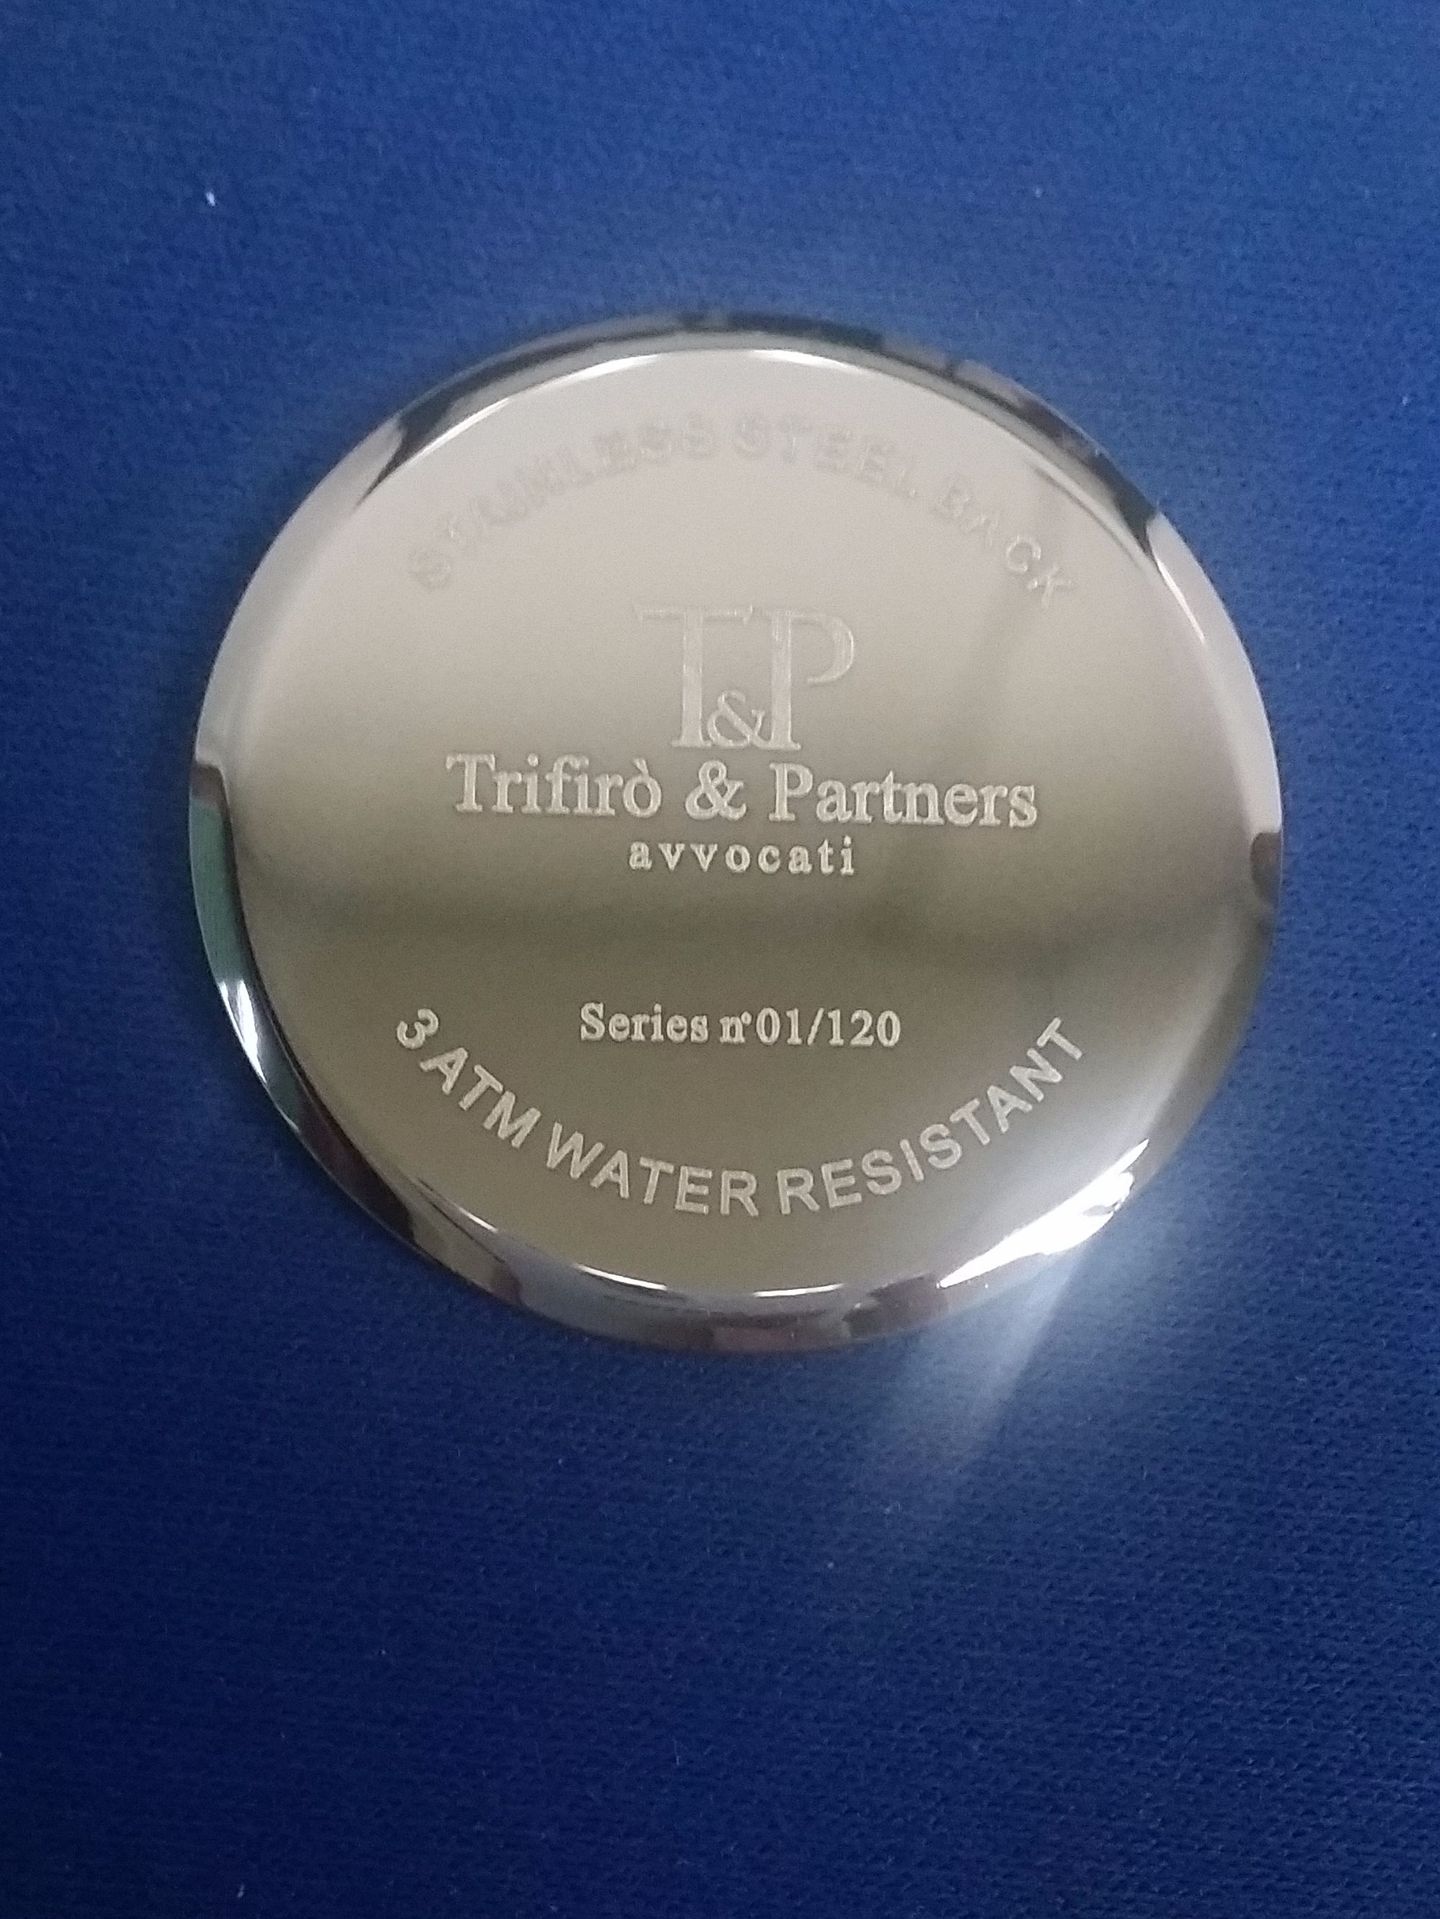 STAINLESS STEEL BACK
T&P
Trifirò & Partners
avvocati
Series n°01/120
3 ATM WATER RESISTANT